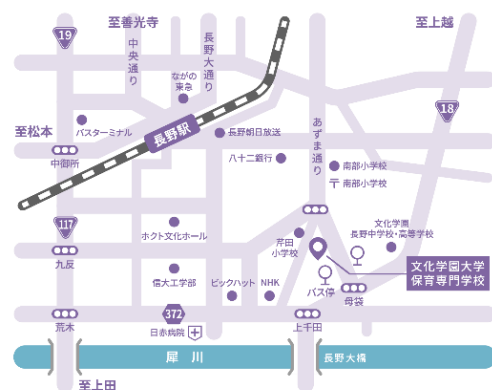 至善光寺
至上越
19
中央通り
長野大通り
ながの
東急
18
至松本
バスターミナル
長野駅
長野朝日放送
あずま通り
中御所
八十二銀行
南部小学校
〒南部小学校
117
ホクト文化ホール
芹田
小学校
文化学園
長野中学校・高等学校
九反
信大工学部
ビックハット
NHK
バス停
文化学園大学
保育専門学校
母袋
372
荒木
日赤病院
上千田
犀川
長野大橋
至上田